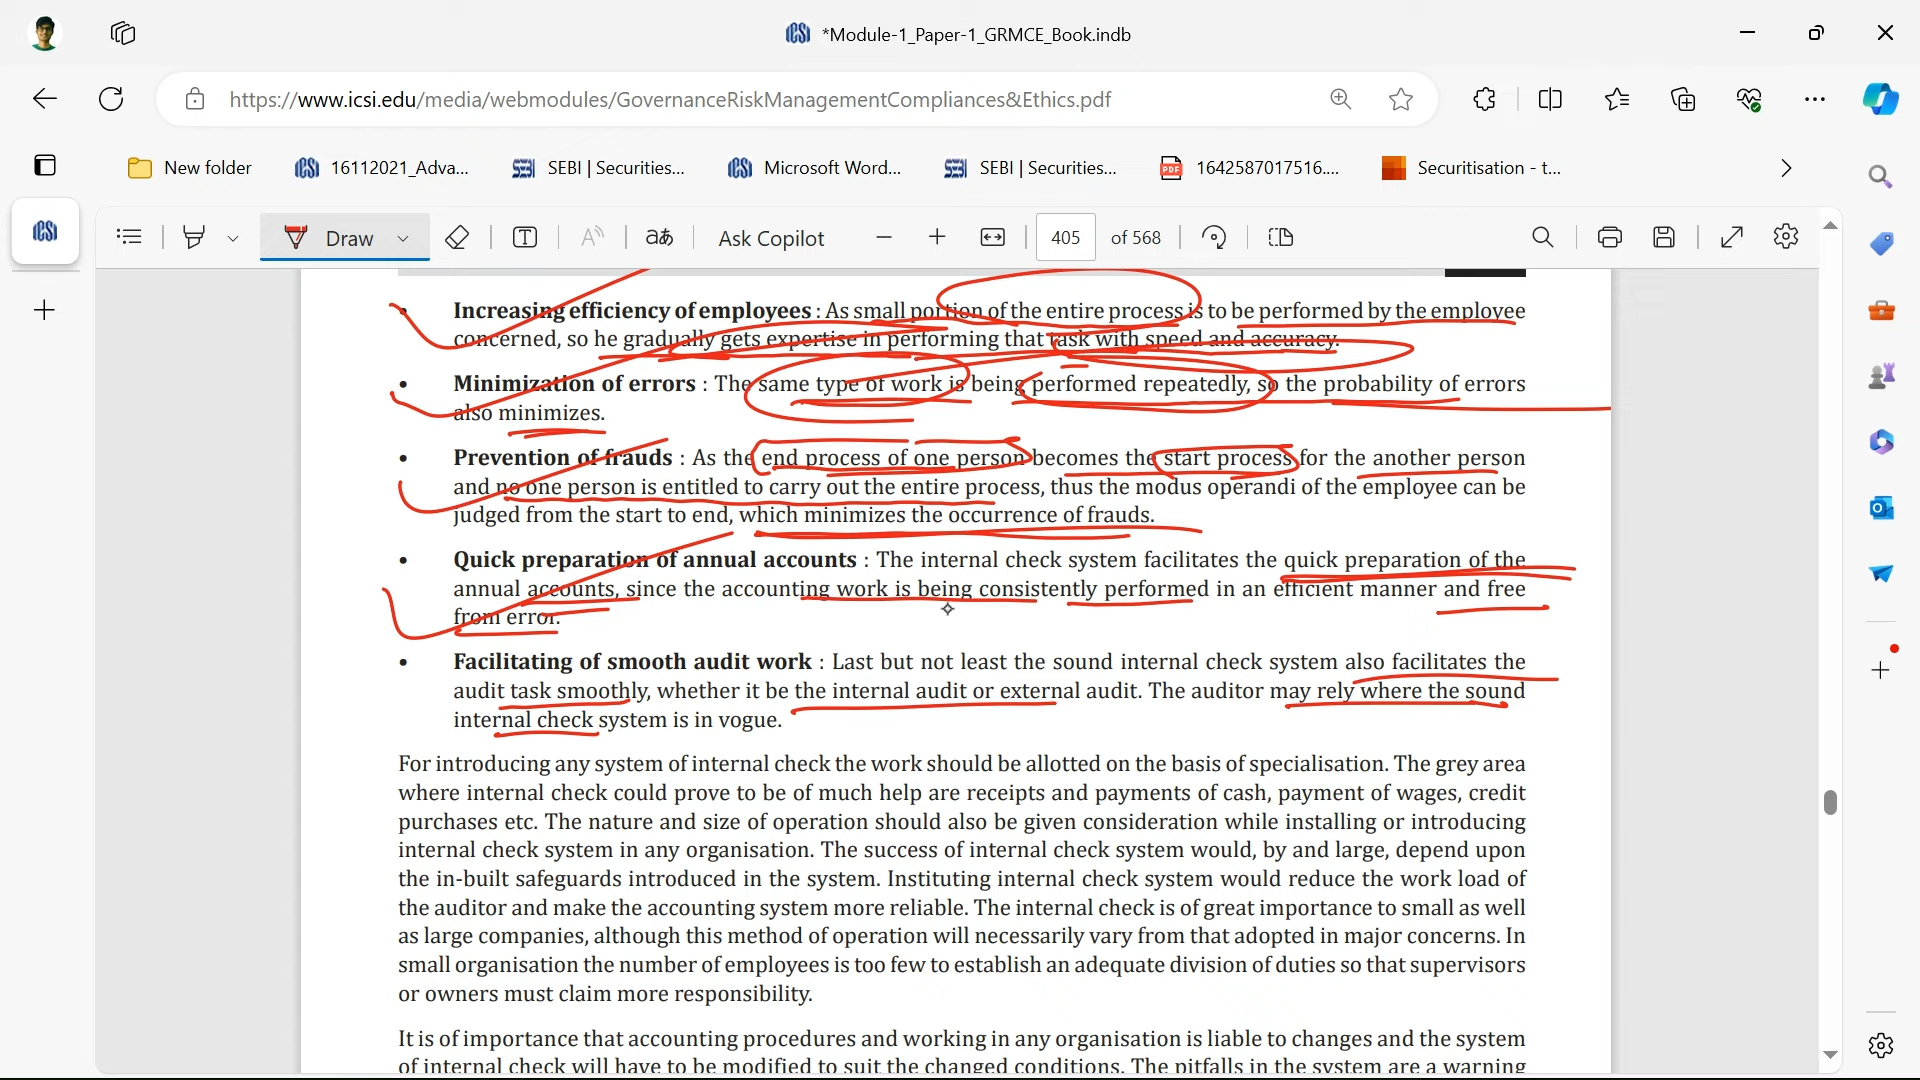 *Module-1_Paper-1_GRMCE_Book.indb
https://www.icsi.edu/media/webmodules/GovernanceRiskManagementCompliances&Ethics.pdf
New folder 16112021_Adva... SEBI | Securities... Microsoft Word... SEBI | Securities... 1642587017516.... Securitisation - t...
Draw Ask Copilot 405 of 568
• Increasing efficiency of employees : As small portion of the entire process is to be performed by the employee
concerned, so he gradually gets expertise in performing that task with speed and accuracy.
• Minimization of errors : The same type of work is being performed repeatedly, so the probability of errors
also minimizes.
• Prevention of frauds : As the end process of one person becomes the start process for the another person
and no one person is entitled to carry out the entire process, thus the modus operandi of the employee can be
judged from the start to end, which minimizes the occurrence of frauds.
• Quick preparation of annual accounts : The internal check system facilitates the quick preparation of the
annual accounts, since the accounting work is being consistently performed in an efficient manner and free
from error.
• Facilitating of smooth audit work : Last but not least the sound internal check system also facilitates the
audit task smoothly, whether it be the internal audit or external audit. The auditor may rely where the sound
internal check system is in vogue.
For introducing any system of internal check the work should be allotted on the basis of specialisation. The grey area
where internal check could prove to be of much help are receipts and payments of cash, payment of wages, credit
purchases etc. The nature and size of operation should also be given consideration while installing or introducing
internal check system in any organisation. The success of internal check system would, by and large, depend upon
the in-built safeguards introduced in the system. Instituting internal check system would reduce the work load of
the auditor and make the accounting system more reliable. The internal check is of great importance to small as well
as large companies, although this method of operation will necessarily vary from that adopted in major concerns. In
small organisation the number of employees is too few to establish an adequate division of duties so that supervisors
or owners must claim more responsibility.
It is of importance that accounting procedures and working in any organisation is liable to changes and the system
of internal check will have to be modified to suit the changed conditions. The pitfalls in the system are a warning